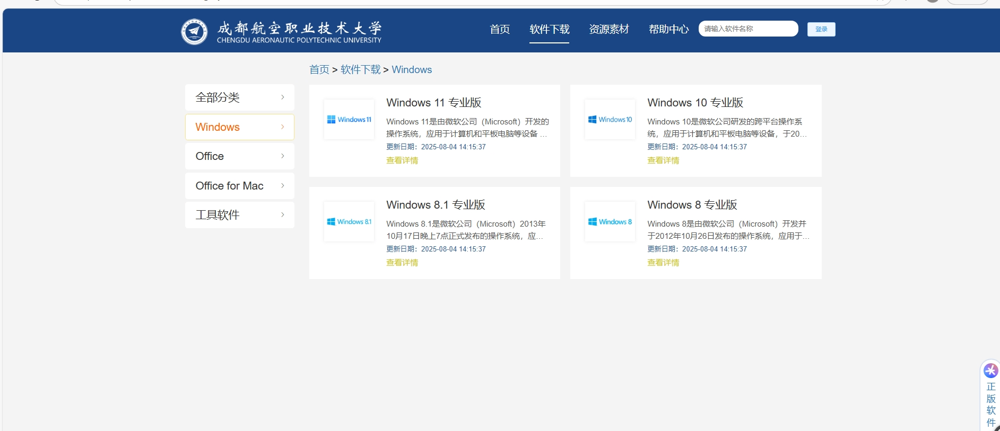 成都航空职业技术大学
CHENGDU AERONAUTIC POLYTECHNIC UNIVERSITY
首页 软件下载 资源素材 帮助中心 请输入软件名称 登录
首页 > 软件下载 > Windows
全部分类
Windows
Office
Office for Mac
工具软件
Windows 11
Windows 11 专业版
Windows 11是由微软公司（Microsoft）开发的
操作系统，应用于计算机和平板电脑等设备 ...
更新日期：2025-08-04 14:15:37
查看详情
Windows 10
Windows 10 专业版
Windows 10是微软公司研发的跨平台操作系
统，应用于计算机和平板电脑等设备，于20...
更新日期：2025-08-04 14:15:37
查看详情
Windows 8.1
Windows 8.1 专业版
Windows 8.1是微软公司（Microsoft）2013年
10月17日晚上7点正式发布的操作系统，应...
更新日期：2025-08-04 14:15:37
查看详情
Windows 8
Windows 8 专业版
Windows 8是由微软公司（Microsoft）开发并
于2012年10月26日发布的操作系统，应用于...
更新日期：2025-08-04 14:15:37
查看详情
正版软件